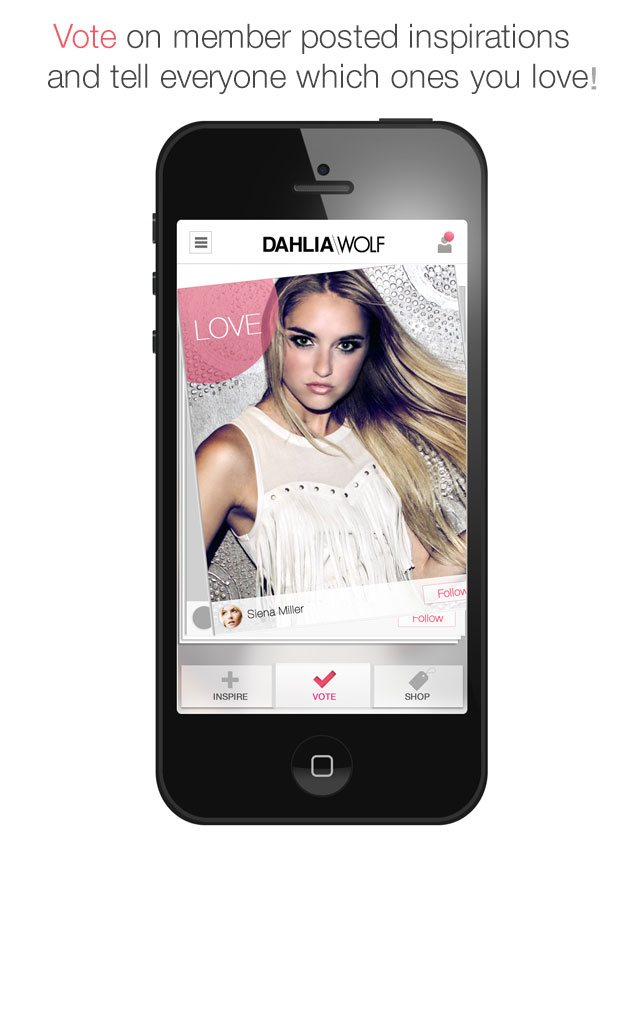 Vote on member posted inspirations
and tell everyone which ones you love!
DAHLIA\WOLF
LOVE
Siena Miller
Follow
Follow
INSPIRE
VOTE
SHOP